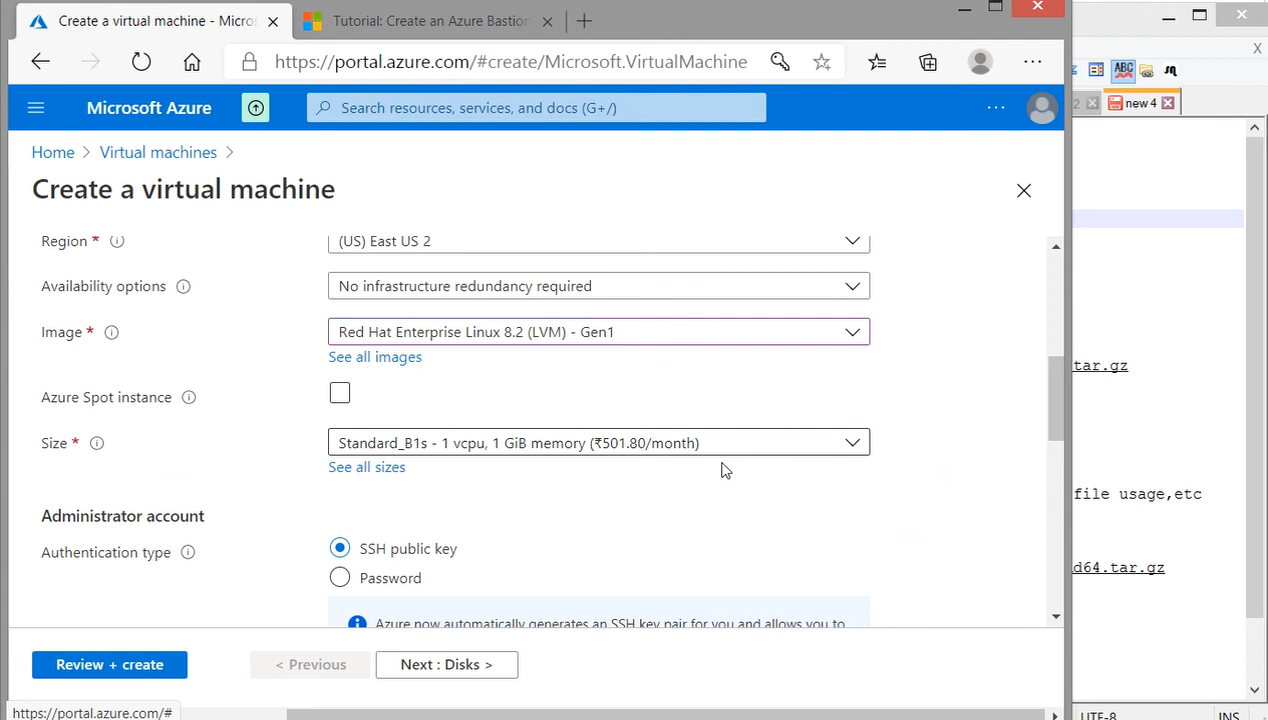 Create a virtual machine - Micros
Tutorial: Create an Azure Bastion
https://portal.azure.com/#create/Microsoft.VirtualMachine
Microsoft Azure
Search resources, services, and docs (G+/)
Home > Virtual machines >
Create a virtual machine
Region *
(US) East US 2
Availability options
No infrastructure redundancy required
Image *
Red Hat Enterprise Linux 8.2 (LVM) - Gen1
See all images
Azure Spot instance
Size *
Standard_B1s - 1 vcpu, 1 GiB memory (₹501.80/month)
See all sizes
Administrator account
Authentication type
SSH public key
Password
Azure now automatically generates an SSH key pair for you and allows you to
Review + create
< Previous
Next : Disks >
https://portal.azure.com/#
X
ABC
2
new 4
tar.gz
file usage,etc
d64.tar.gz
UTF-8
INS